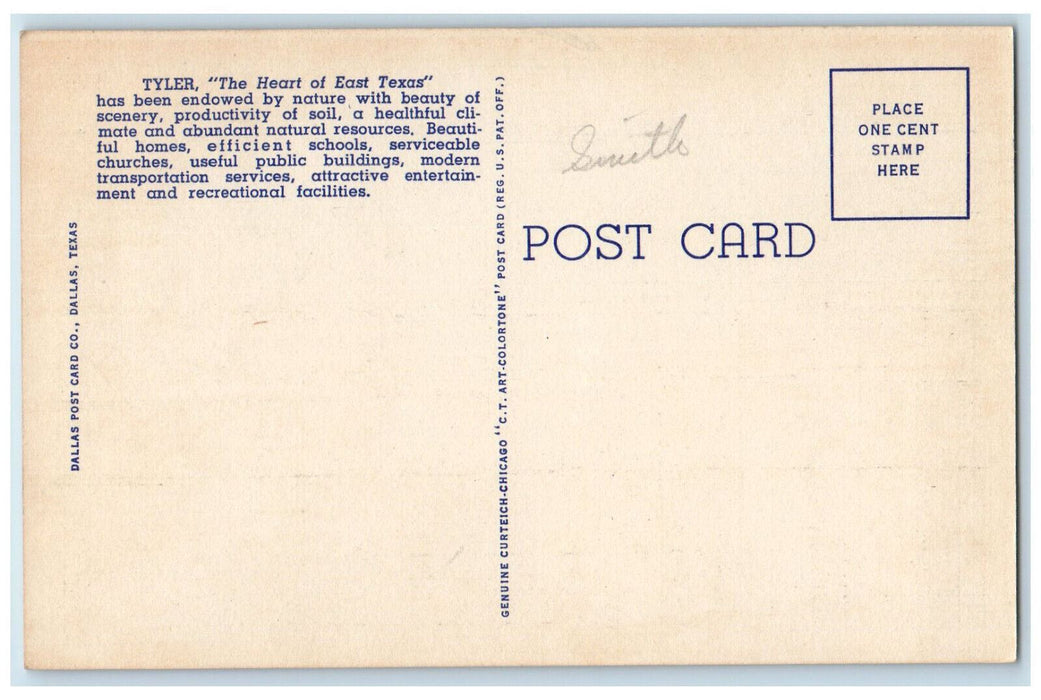 TYLER, "The Heart of East Texas"
has been endowed by nature with beauty of
scenery, productivity of soil, a healthful cli-
mate and abundant natural resources. Beauti-
ful homes, efficient schools, serviceable
churches, useful public buildings, modern
transportation services, attractive entertain-
ment and recreational facilities.
DALLAS POST CARD CO., DALLAS, TEXAS
GENUINE CURTEICH-CHICAGO "C.T. ART-COLORTONE" POST CARD (REG. U.S. PAT. OFF.)
Smith
POST CARD
PLACE
ONE CENT
STAMP
HERE